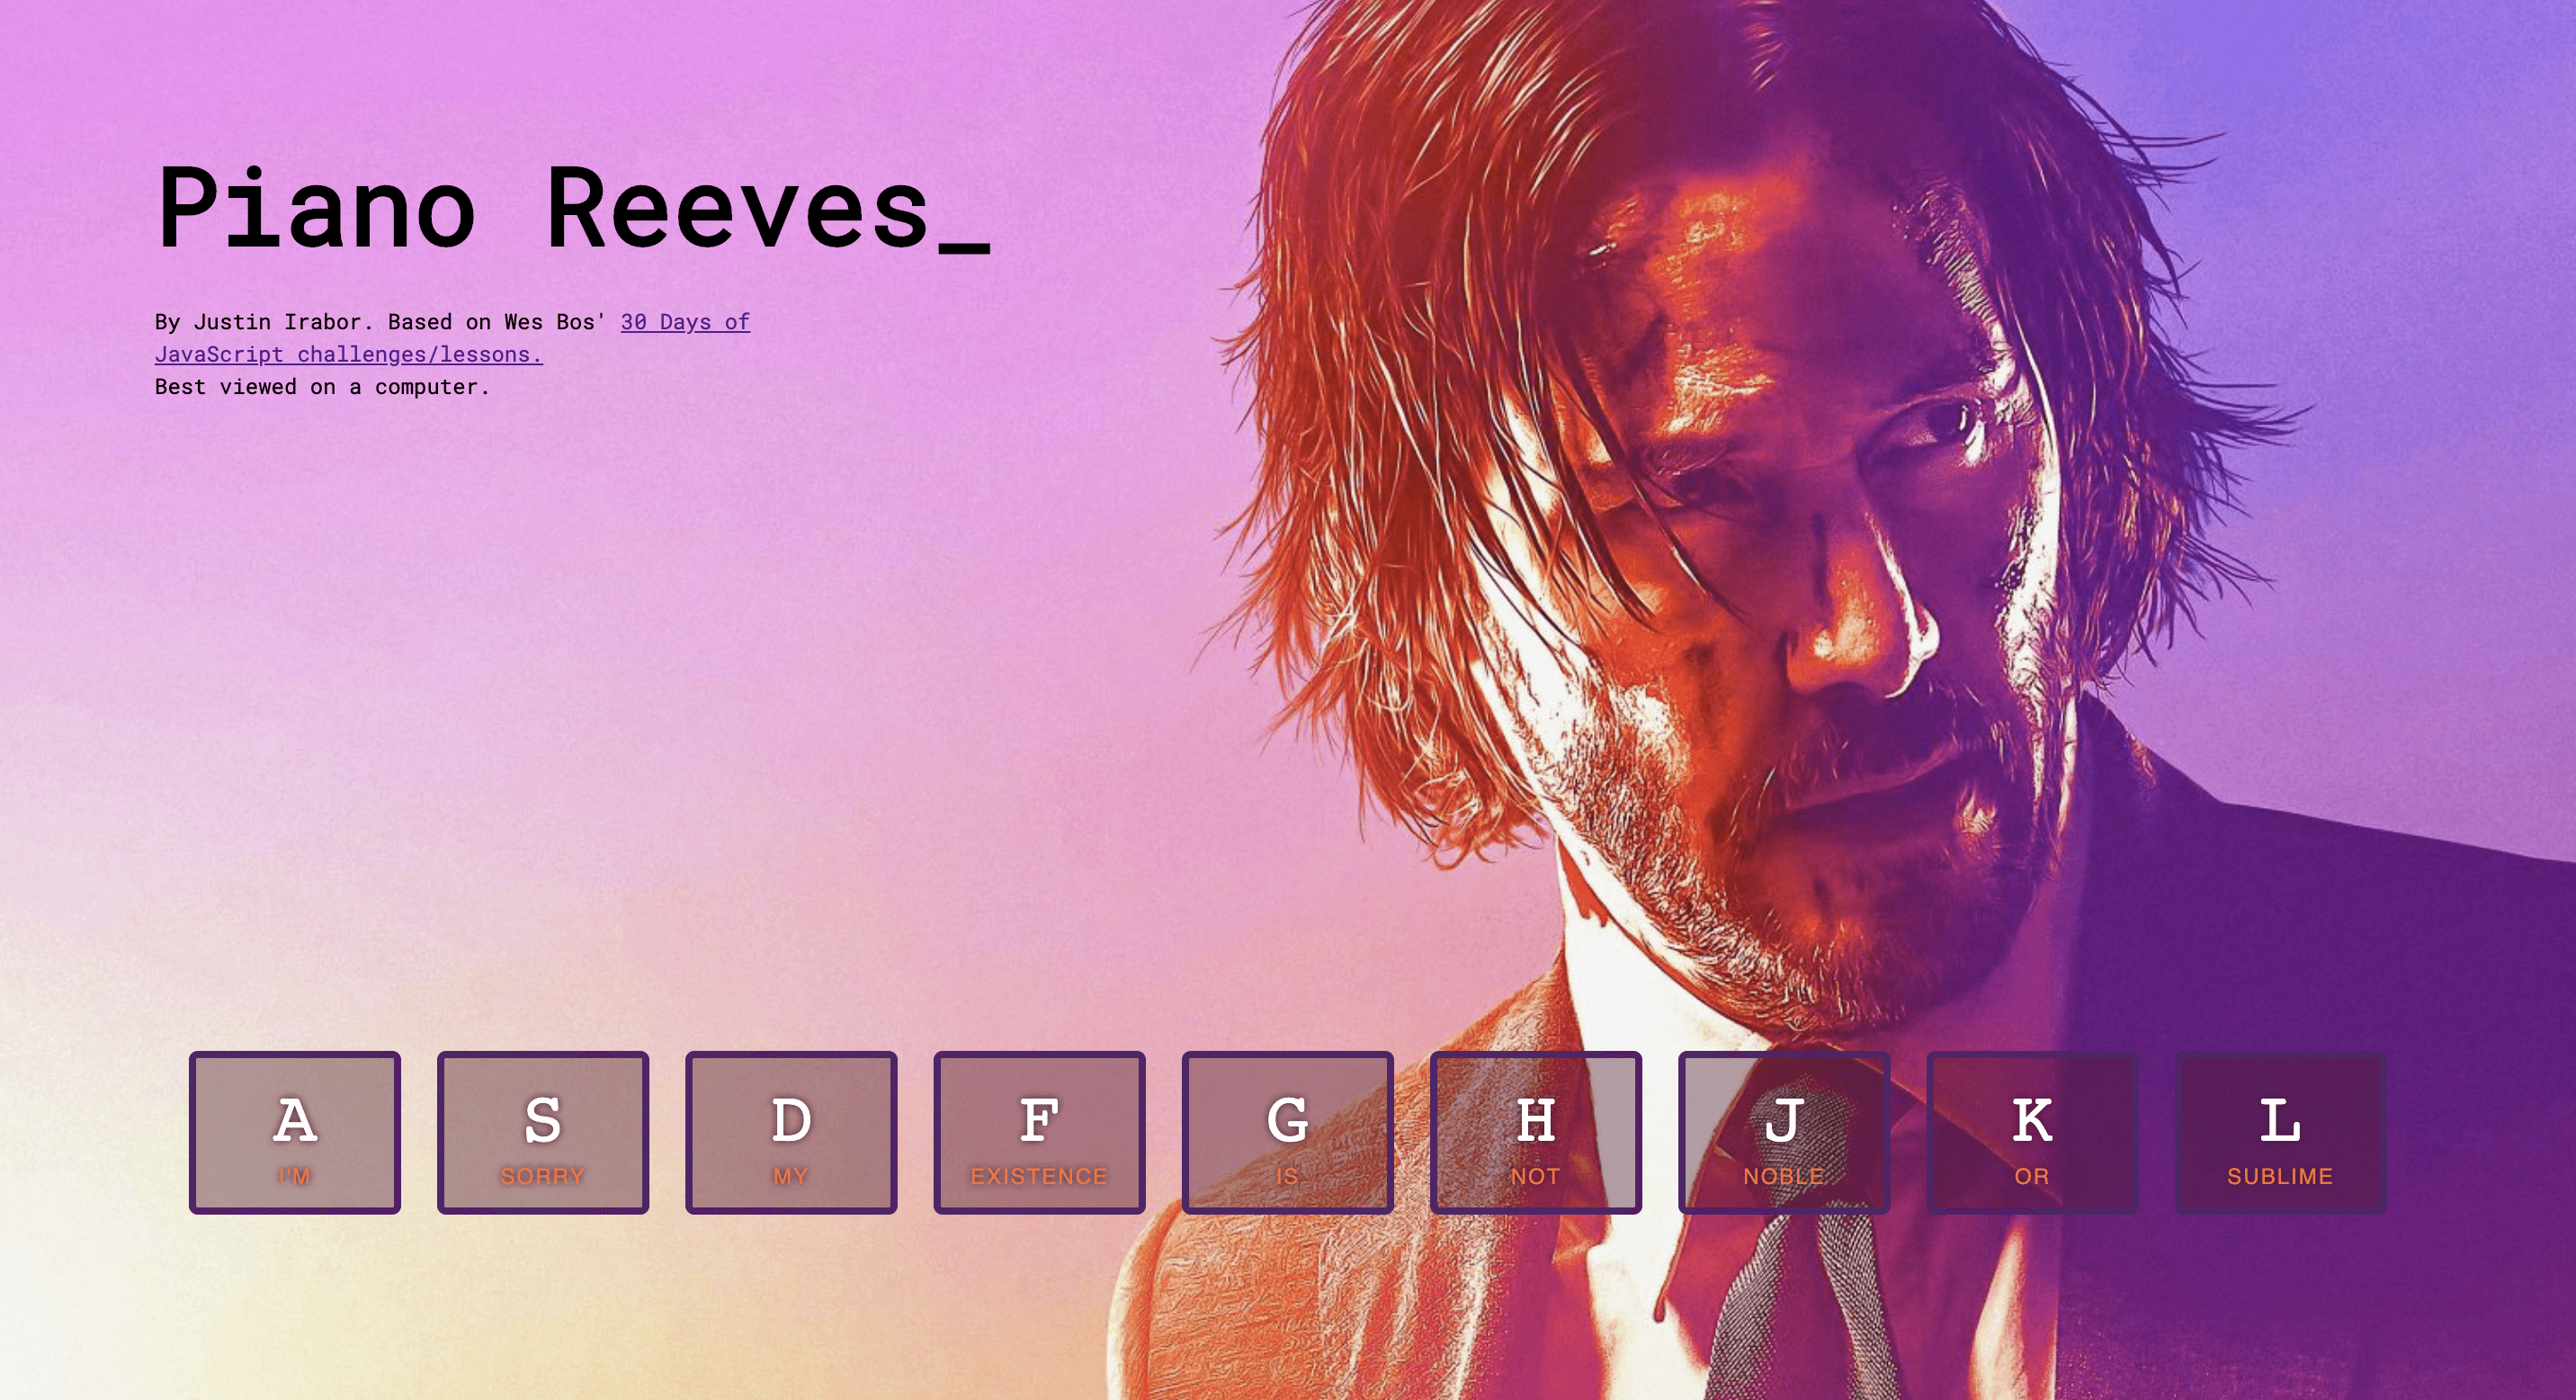 Piano Reeves_
By Justin Irabor. Based on Wes Bos' 30 Days of
JavaScript challenges/lessons.
Best viewed on a computer.
A S D F G H J K L
I'M SORRY MY EXISTENCE IS NOT NOBLE OR SUBLIME